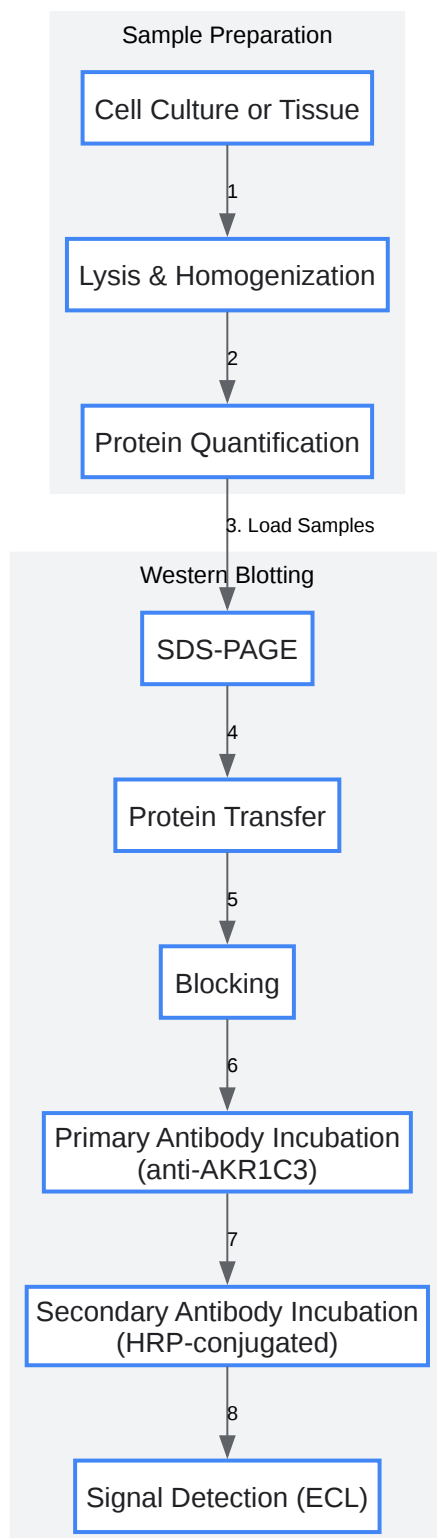 Sample Preparation
Cell Culture or Tissue
1
Lysis & Homogenization
2
Protein Quantification
3. Load Samples
Western Blotting
SDS-PAGE
4
Protein Transfer
5
Blocking
6
Primary Antibody Incubation
(anti-AKR1C3)
7
Secondary Antibody Incubation
(HRP-conjugated)
8
Signal Detection (ECL)